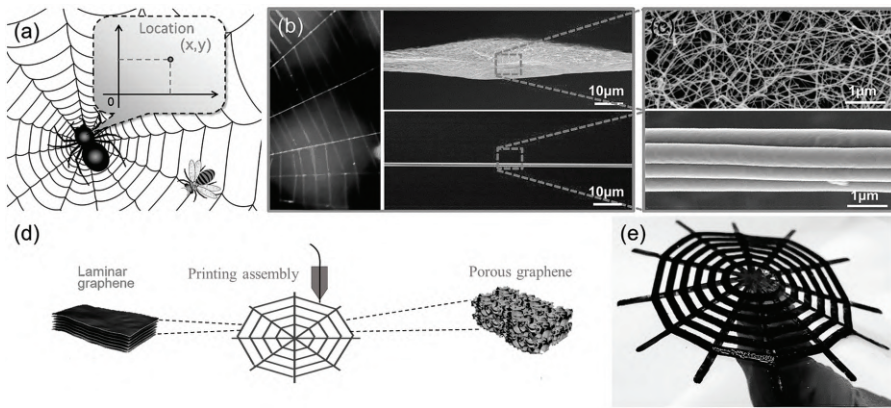 (a)
Location
(x,y)
0
(b)
10μm
10μm
(c)
1μm
1μm
(d)
Laminar
graphene
Printing assembly
Porous graphene
(e)